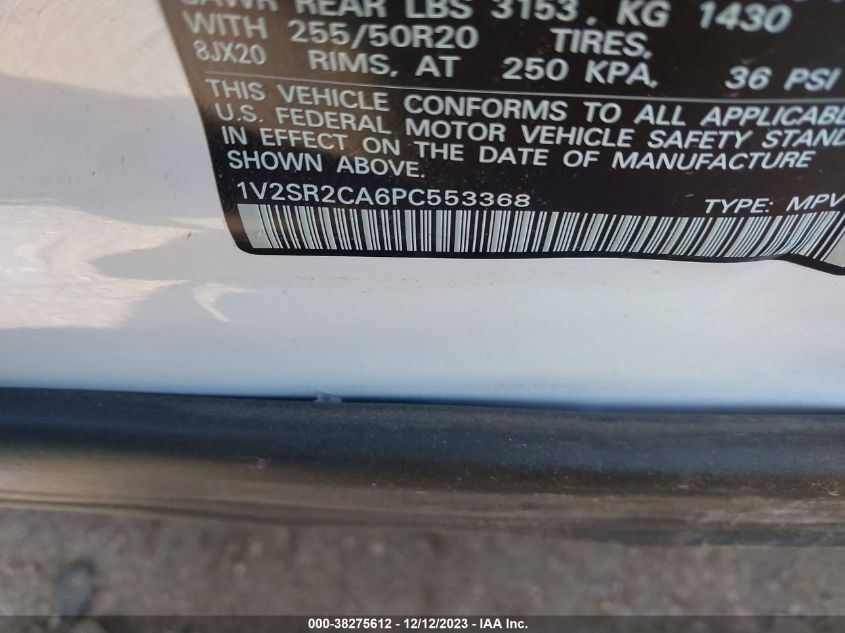 REAR LBS 3153, KG 1430
WITH 255/50R20 TIRES,
8JX20 RIMS, AT 250 KPA, 36 PSI
THIS VEHICLE CONFORMS TO ALL
U.S. FEDERAL MOTOR VEHICLE SAFETY
IN EFFECT ON THE DATE OF MANUFACTURE
SHOWN ABOVE.
1V2SR2CA6PC553368 TYPE: MPV
000-38275612 - 12/12/2023 - IAA Inc.